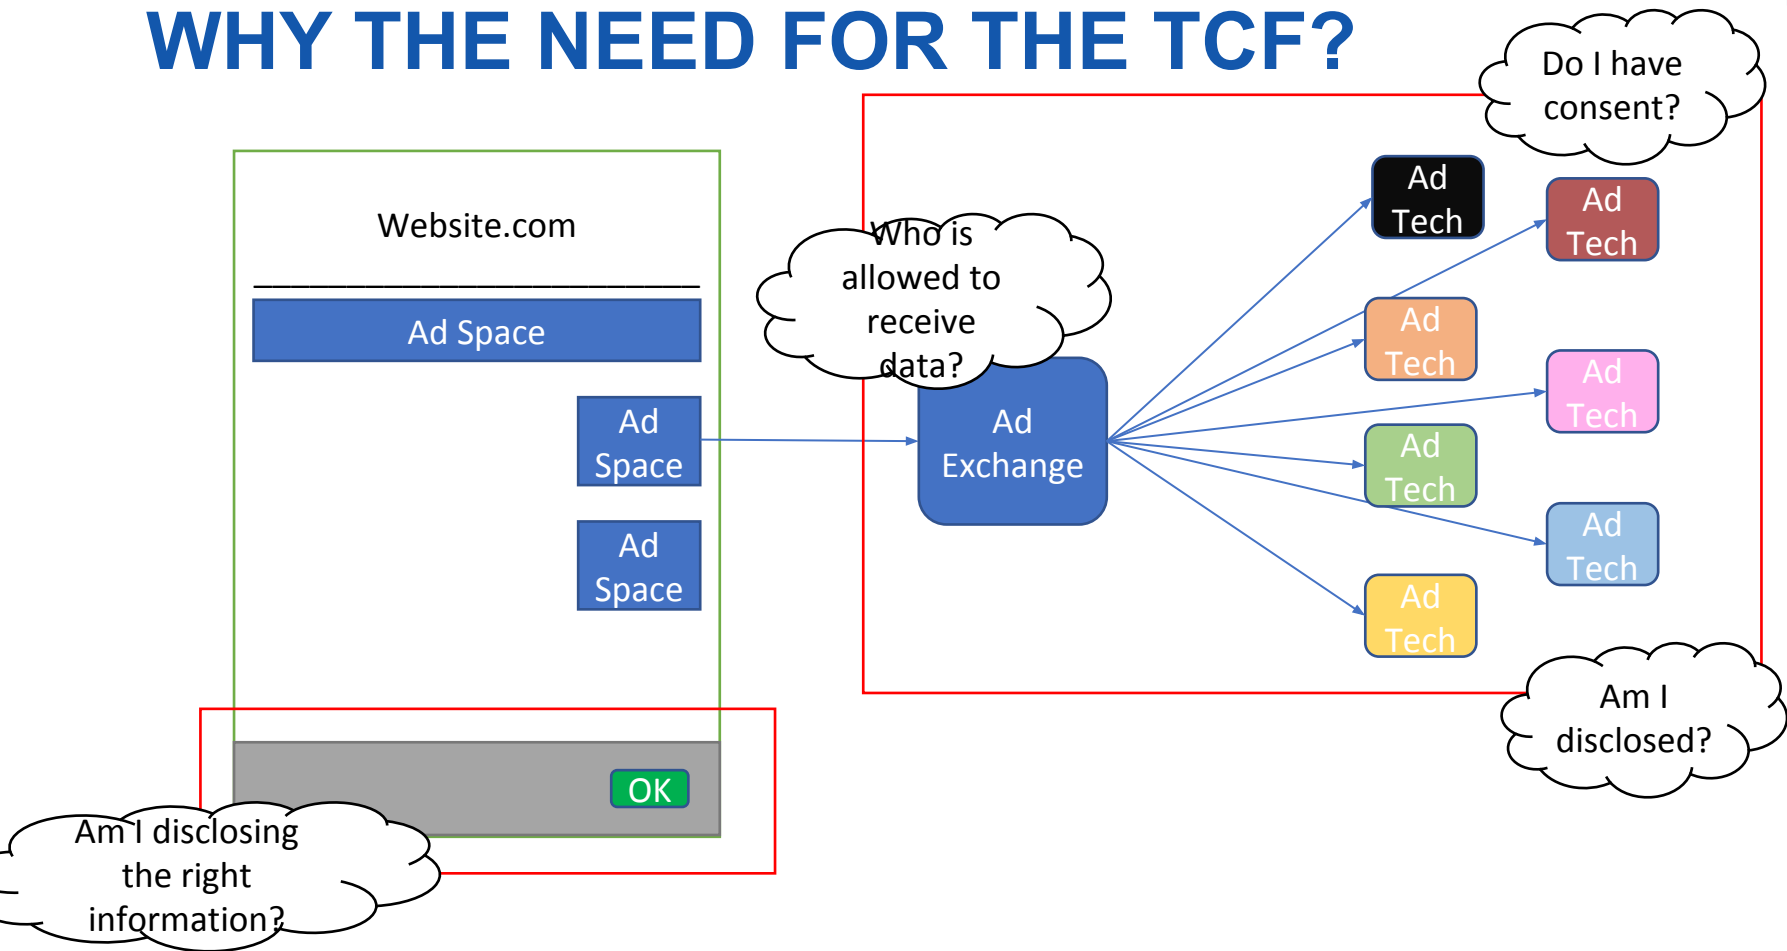 WHY THE NEED FOR THE TCF?
Do I have
consent?
Website.com
Ad Space
Ad
Space
Ad
Space
OK
Am I disclosing
the right
information?
Who is
allowed to
receive
data?
Ad
Exchange
Ad
Tech
Ad
Tech
Ad
Tech
Ad
Tech
Ad
Tech
Ad
Tech
Ad
Tech
Am I
disclosed?